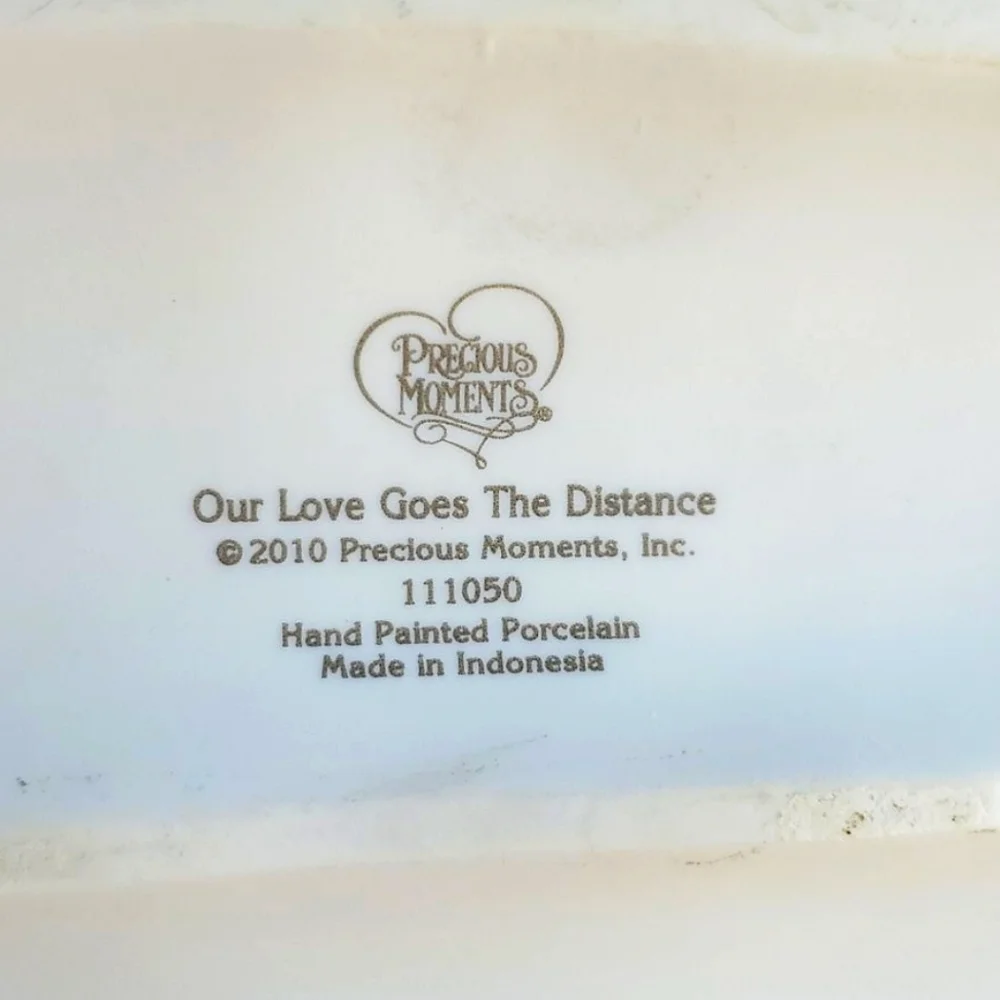 PRECIOUS
MOMENTS®
Our Love Goes The Distance
©2010 Precious Moments, Inc.
111050
Hand Painted Porcelain
Made in Indonesia